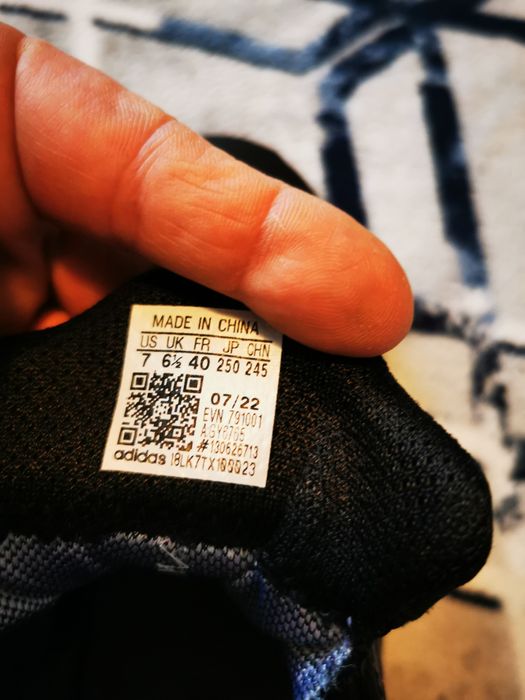 MADE IN CHINA
US UK FR JP CHN
7 6½ 40 250 245
07/22
EVN 791001
#130626713
adidas